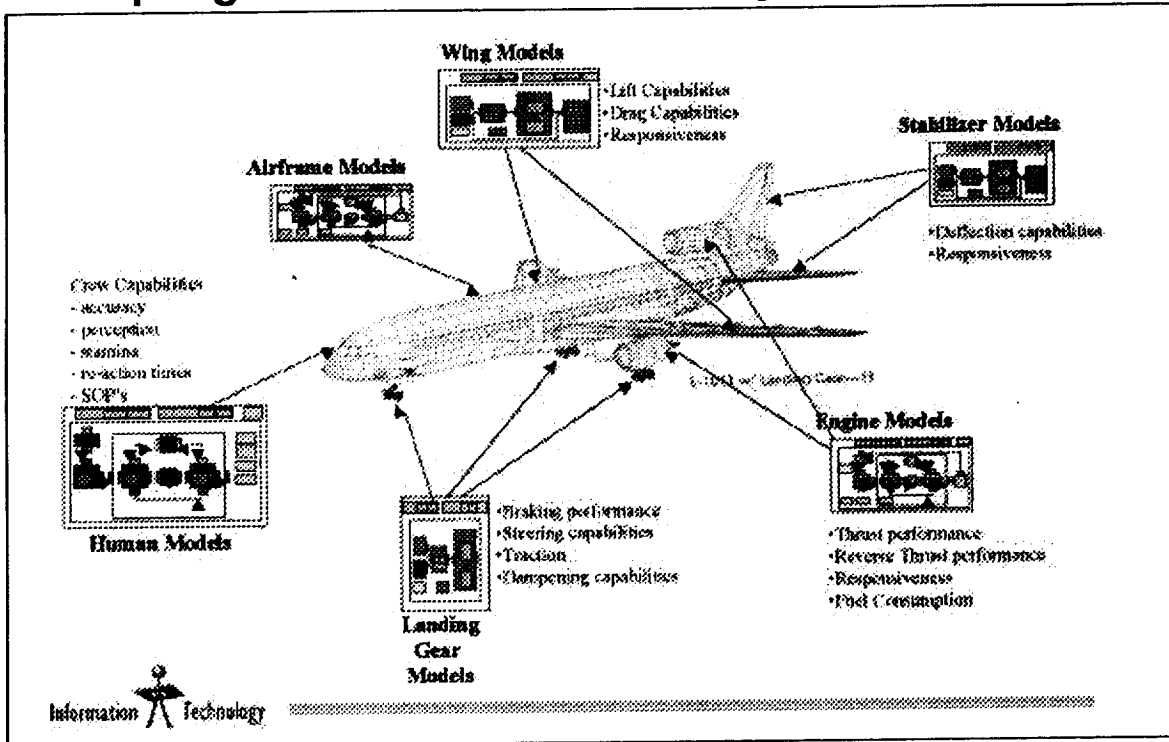 Wing Models
•Lift Capabilities
•Drag Capabilities
•Responsiveness
Stabilizer Models
•Deflection capabilities
•Responsiveness
Airframe Models
Crew Capabilities
- accuracy
- perception
- stamina
- re-action times
- SOP's
Human Models
Engine Models
•Thrust performance
•Reverse Thrust performance
•Responsiveness
•Fuel Consumption
•Braking performance
•Steering capabilities
•Traction
•Dampening capabilities
Landing
Gear
Models
Information Technology